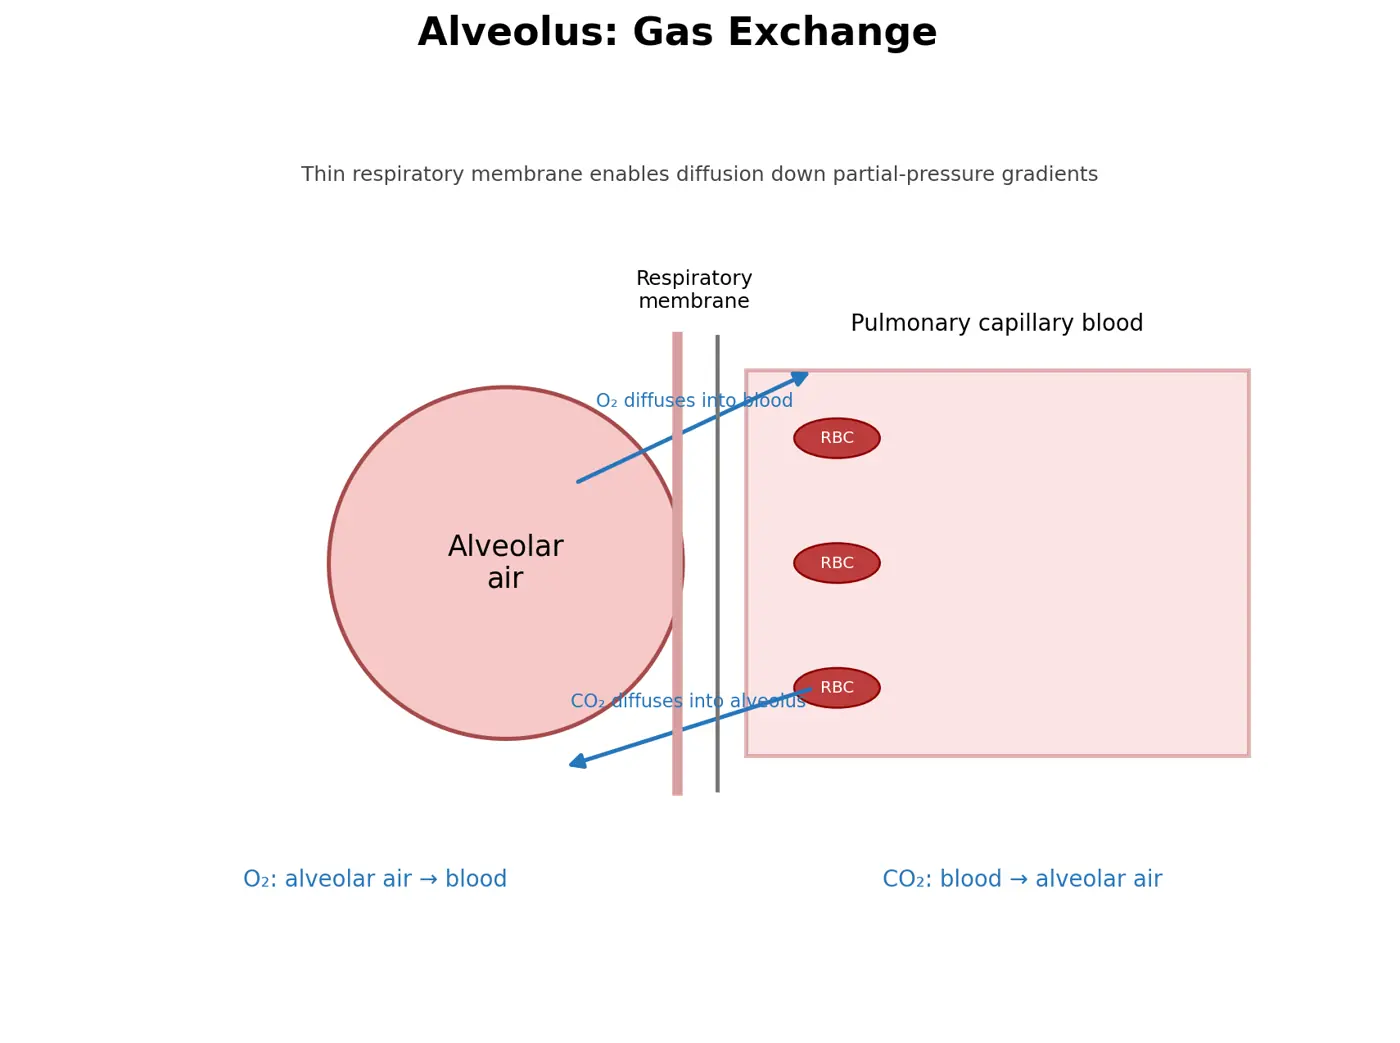 Alveolus: Gas Exchange
Thin respiratory membrane enables diffusion down partial-pressure gradients
Respiratory
membrane
Pulmonary capillary blood
O₂ diffuses into blood
RBC
Alveolar
air
RBC
RBC
CO₂ diffuses into alveolus
O₂: alveolar air → blood
CO₂: blood → alveolar air